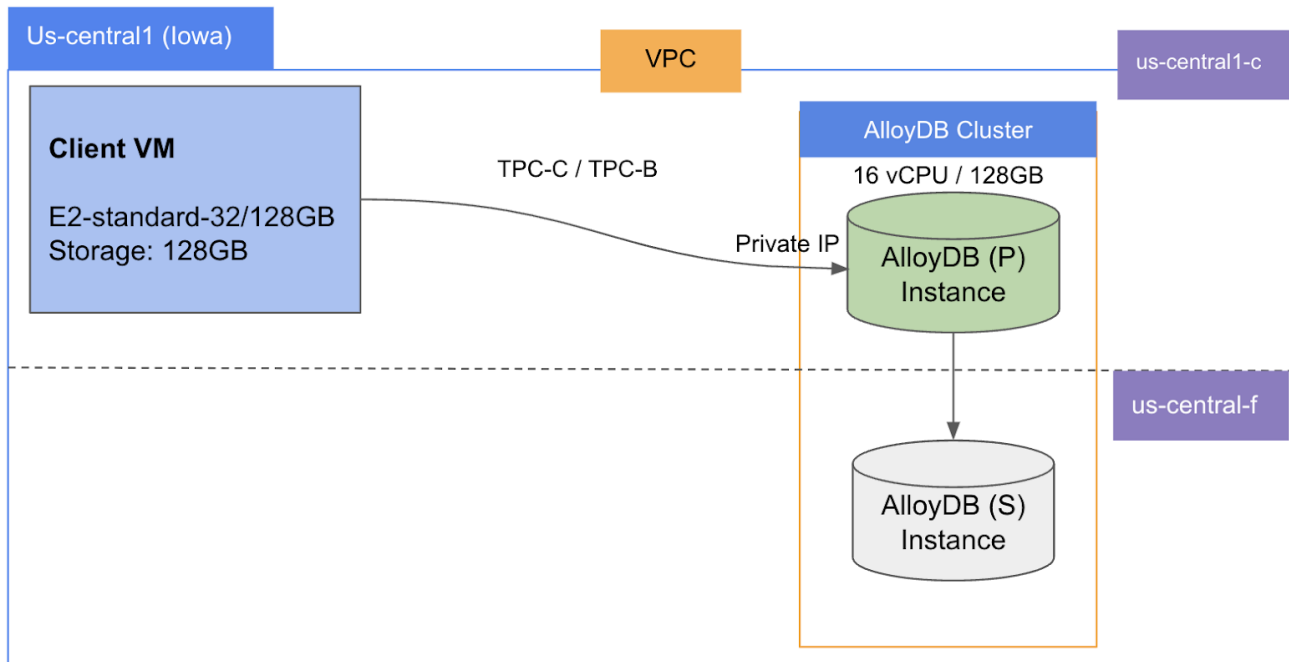 Us-central1 (Iowa)
VPC
us-central1-c
Client VM
E2-standard-32/128GB
Storage: 128GB
TPC-C / TPC-B
Private IP
AlloyDB Cluster
16 vCPU / 128GB
AlloyDB (P)
Instance
us-central-f
AlloyDB (S)
Instance